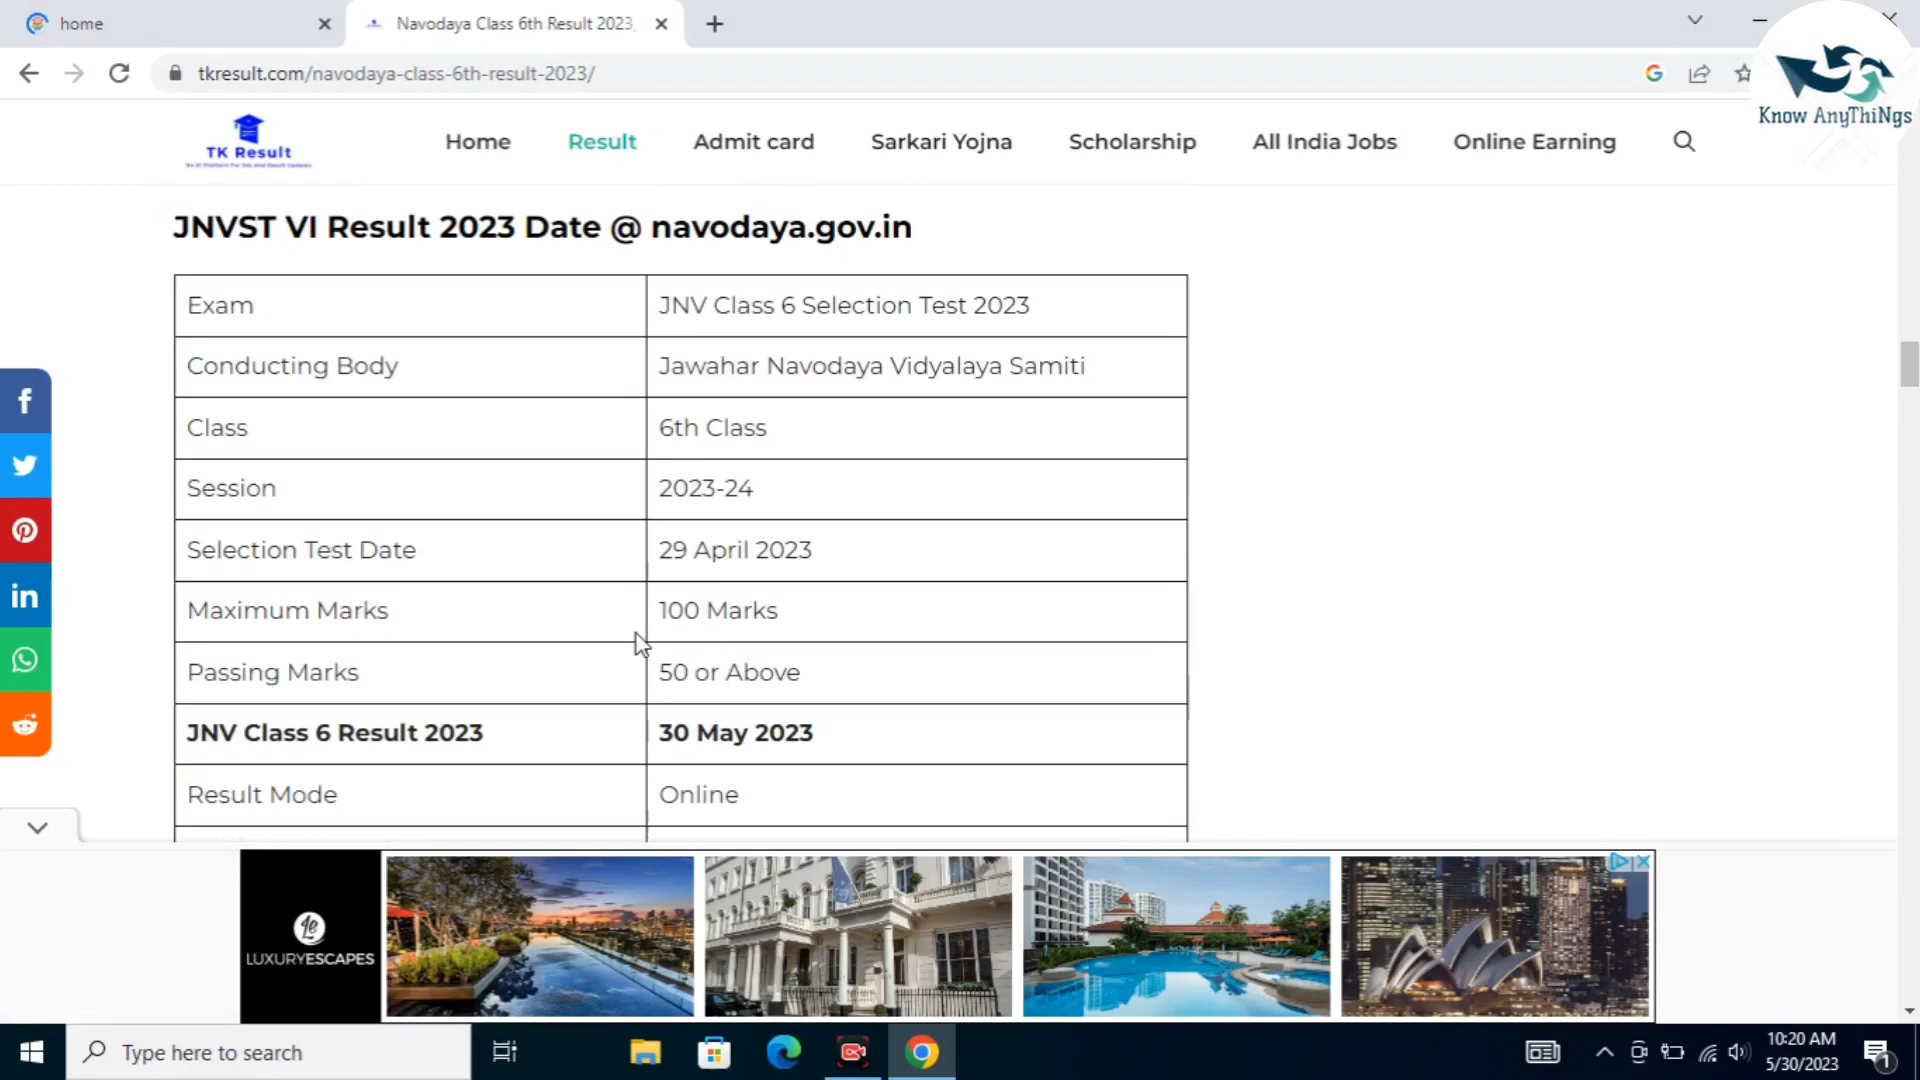 home
Navodaya Class 6th Result 2023,
tkresult.com/navodaya-class-6th-result-2023/
Know AnyThiNgs
TK Result
Home
Result
Admit card
Sarkari Yojna
Scholarship
All India Jobs
Online Earning
JNVST VI Result 2023 Date @ navodaya.gov.in
Exam JNV Class 6 Selection Test 2023
Conducting Body Jawahar Navodaya Vidyalaya Samiti
Class 6th Class
Session 2023-24
Selection Test Date 29 April 2023
Maximum Marks 100 Marks
Passing Marks 50 or Above
JNV Class 6 Result 2023 30 May 2023
Result Mode Online
LE
LUXURYESCAPES
Type here to search
10:20 AM
5/30/2023
1